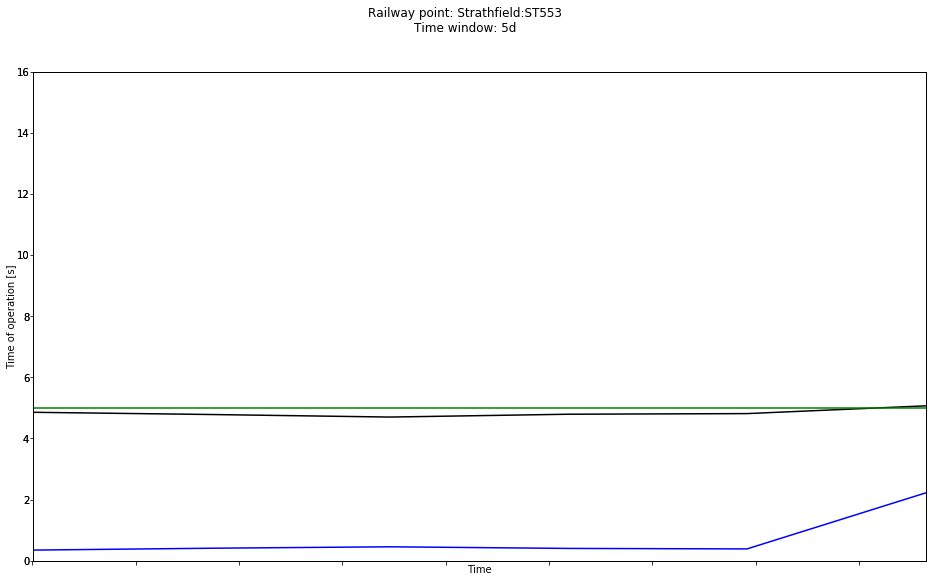 Railway point: Strathfield:ST553
Time window: 5d
16
14
12
10
8
6
4
2
0
Time of operation [s]
Time